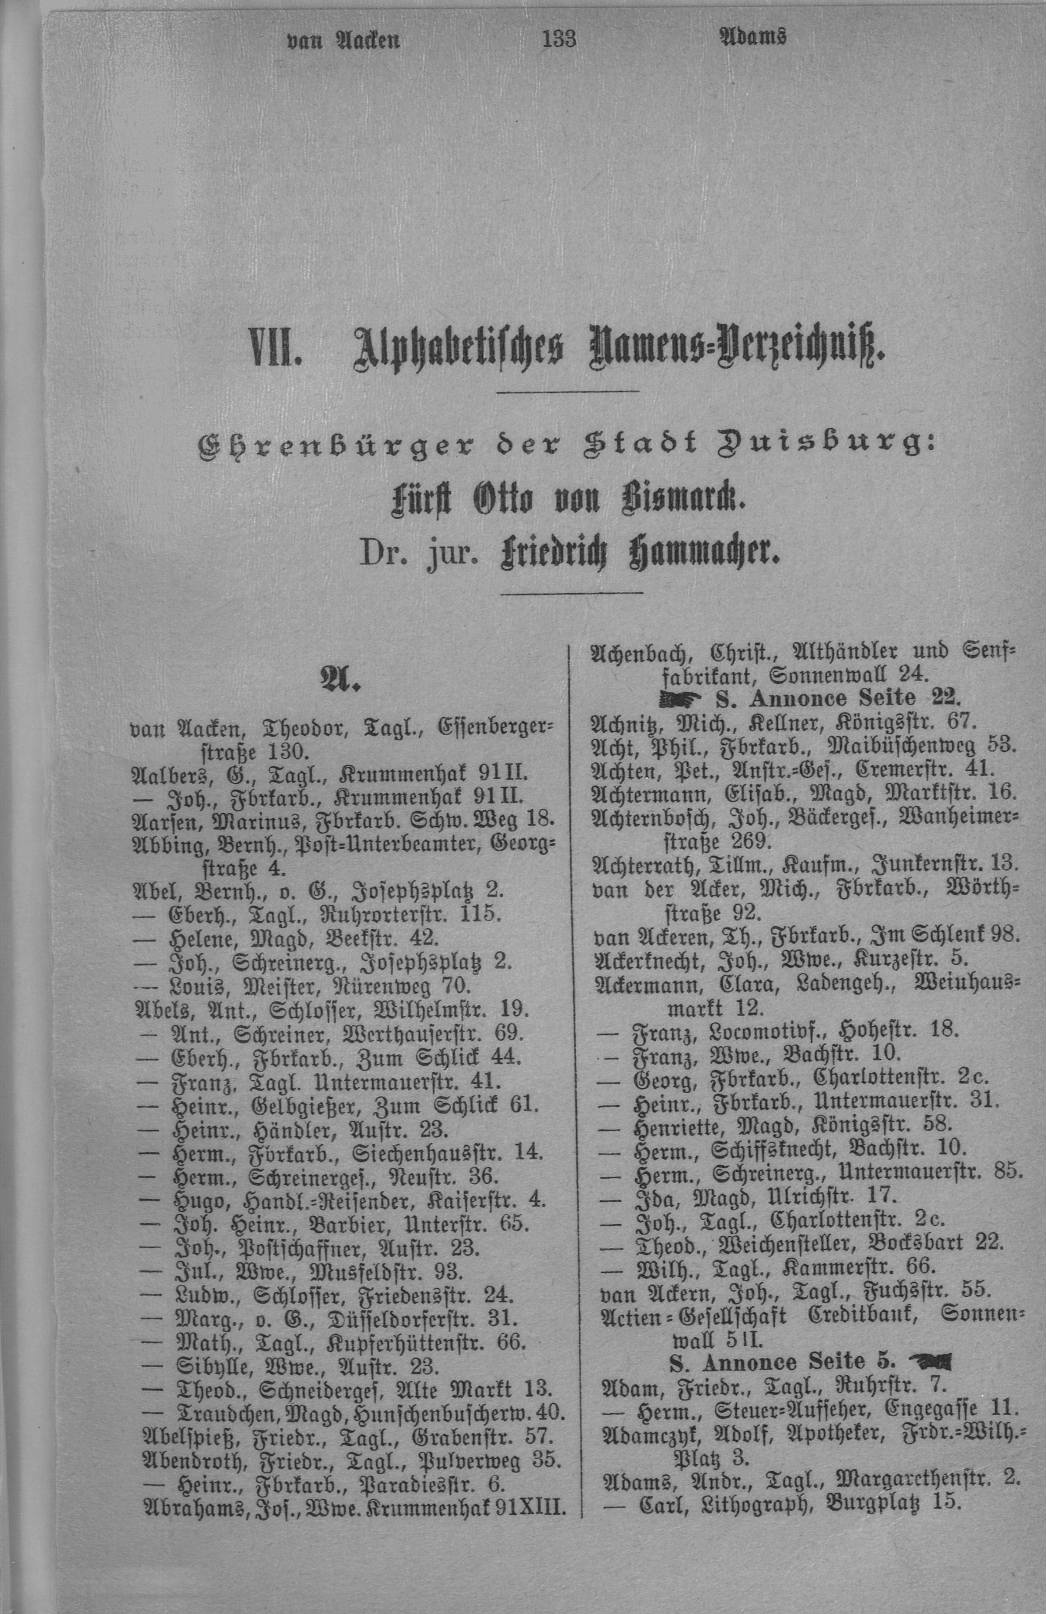 van Aacken 133 Adams
VII. Alphabetisches Namens-Verzeichniß.
Ehrenbürger der Stadt Duisburg:
Fürst Otto von Bismarck.
Dr. jur. Friedrich Hammacher.
A.
van Aacken, Theodor, Tagl., Essenberger-
straße 130.
Aalbers, G., Tagl., Krummenhak 91 II.
— Joh., Fbrkarb., Krummenhak 91 II.
Aarsen, Marinus, Fbrkarb. Schw. Weg 18.
Abbing, Bernh., Post-Unterbeamter, Georg-
straße 4.
Abel, Bernh., o. G., Josephsplatz 2.
— Eberh., Tagl., Ruhrorterstr. 115.
— Helene, Magd, Beekstr. 42.
— Joh., Schreinerg., Josephsplatz 2.
— Louis, Meister, Nürenweg 70.
Abels, Ant., Schlosser, Wilhelmstr. 19.
— Ant., Schreiner, Werthauserstr. 69.
— Eberh., Fbrkarb., Zum Schlick 44.
— Franz, Tagl. Untermauerstr. 41.
— Heinr., Gelbgießer, Zum Schlick 61.
— Heinr., Händler, Austr. 23.
— Herm., Fbrkarb., Siechenhausstr. 14.
— Herm., Schreinerges., Neustr. 36.
— Hugo, Handl.-Reisender, Kaiserstr. 4.
— Joh. Heinr., Barbier, Unterstr. 65.
— Joh., Postschaffner, Austr. 23.
— Jul., Wwe., Musfeldstr. 93.
— Ludw., Schlosser, Friedensstr. 24.
— Marg., o. G., Düsseldorferstr. 31.
— Math., Tagl., Kupferhüttenstr. 66.
— Sibylle, Wwe., Austr. 23.
— Theod., Schneiderges, Alte Markt 13.
— Traudchen, Magd, Hunschenbuscherw. 40.
Abelspieß, Friedr., Tagl., Grabenstr. 57.
Abendroth, Friedr., Tagl., Pulverweg 35.
— Heinr., Fbrkarb., Paradiesstr. 6.
Abrahams, Jos., Wwe. Krummenhak 91 XIII.
Achenbach, Christ., Althändler und Senf-
fabrikant, Sonnenwall 24.
S. Annonce Seite 22.
Achnitz, Mich., Kellner, Königsstr. 67.
Acht, Phil., Fbrkarb., Maibüschenweg 53.
Achten, Pet., Anstr.-Ges., Cremerstr. 41.
Achtermann, Elisab., Magd, Marktstr. 16.
Achternbosch, Joh., Bäckerges., Wanheimer-
straße 269.
Achterrath, Tillm., Kaufm., Junkernstr. 13.
van der Acker, Mich., Fbrkarb., Wörth-
straße 92.
van Ackeren, Th., Fbrkarb., Im Schlenk 98.
Ackerknecht, Joh., Wwe., Kurzestr. 5.
Ackermann, Clara, Ladengeh., Weinhaus-
markt 12.
— Franz, Locomotivf., Hohestr. 18.
— Franz, Wwe., Bachstr. 10.
— Georg, Fbrkarb., Charlottenstr. 2c.
— Heinr., Fbrkarb., Untermauerstr. 31.
— Henriette, Magd, Königsstr. 58.
— Herm., Schiffsknecht, Bachstr. 10.
— Herm., Schreinerg., Untermauerstr. 85.
— Ida, Magd, Ulrichstr. 17.
— Joh., Tagl., Charlottenstr. 2c.
— Theod., Weichensteller, Bocksbart 22.
— Wilh., Tagl., Kammerstr. 66.
van Ackern, Joh., Tagl., Fuchsstr. 55.
Actien-Gesellschaft Creditbank, Sonnen-
wall 5 II.
S. Annonce Seite 5.
Adam, Friedr., Tagl., Ruhrstr. 7.
— Herm., Steuer-Aufseher, Engegasse 11.
Adamczyk, Adolf, Apotheker, Frdr.-Wilh.-
Platz 3.
Adams, Andr., Tagl., Margarethenstr. 2.
— Carl, Lithograph, Burgplatz 15.